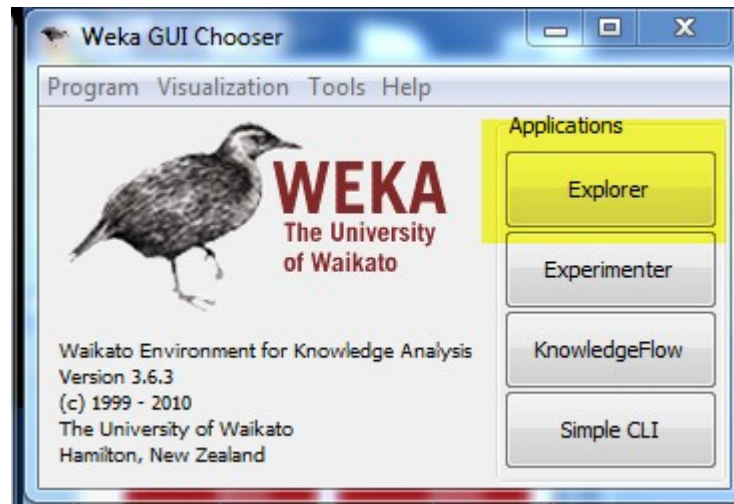 Weka GUI Chooser
Program Visualization Tools Help
WEKA
The University
of Waikato
Waikato Environment for Knowledge Analysis
Version 3.6.3
(c) 1999 - 2010
The University of Waikato
Hamilton, New Zealand
Applications
Explorer
Experimenter
KnowledgeFlow
Simple CLI